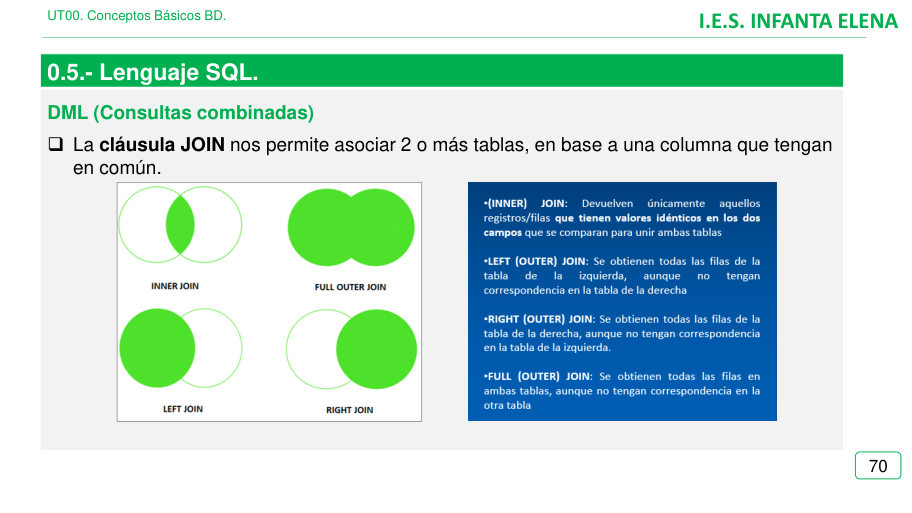 UT00. Conceptos Básicos BD.
I.E.S. INFANTA ELENA
0.5.- Lenguaje SQL.
DML (Consultas combinadas)
❑ La cláusula JOIN nos permite asociar 2 o más tablas, en base a una columna que tengan
en común.
INNER JOIN
FULL OUTER JOIN
LEFT JOIN
RIGHT JOIN
•(INNER) JOIN: Devuelven únicamente aquellos
registros/filas que tienen valores idénticos en los dos
campos que se comparan para unir ambas tablas
•LEFT (OUTER) JOIN: Se obtienen todas las filas de la
tabla de la izquierda, aunque no tengan
correspondencia en la tabla de la derecha
•RIGHT (OUTER) JOIN: Se obtienen todas las filas de la
tabla de la derecha, aunque no tengan correspondencia
en la tabla de la izquierda.
•FULL (OUTER) JOIN: Se obtienen todas las filas en
ambas tablas, aunque no tengan correspondencia en la
otra tabla
70